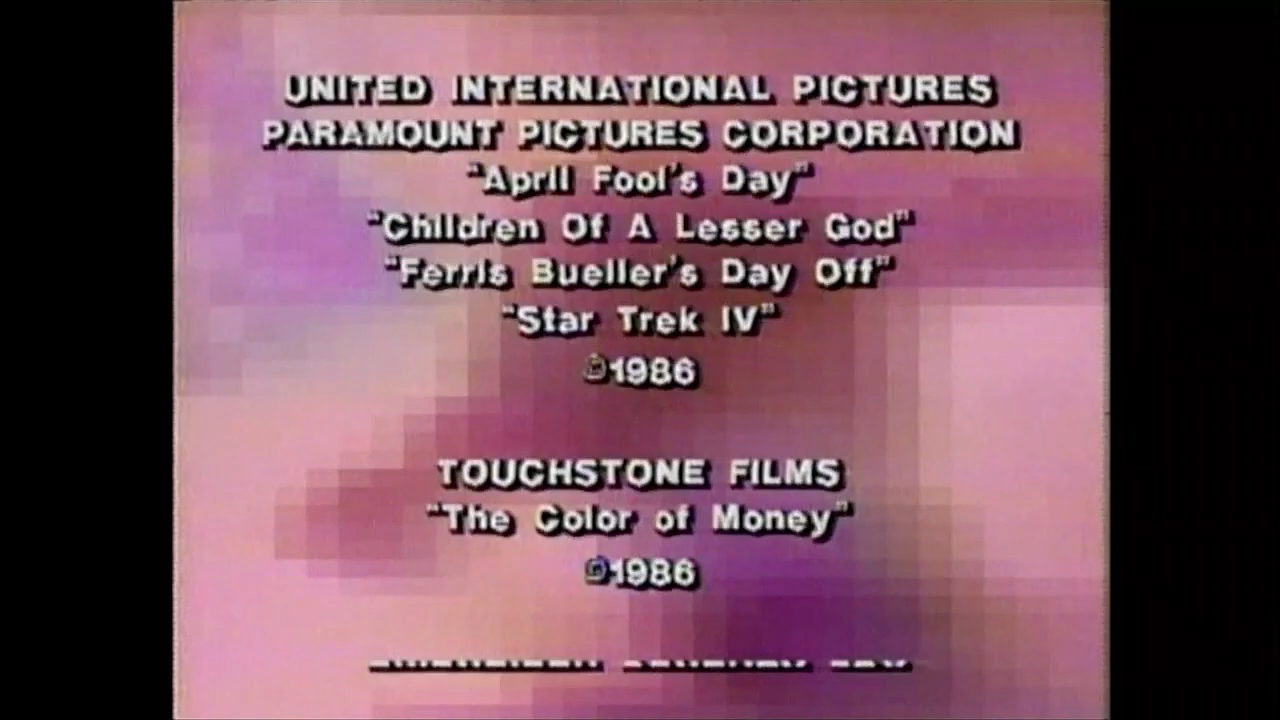 UNITED INTERNATIONAL PICTURES
PARAMOUNT PICTURES CORPORATION
"April Fool's Day"
"Children Of A Lesser God"
"Ferris Bueller's Day Off"
"Star Trek IV"
©1986
TOUCHSTONE FILMS
"The Color of Money"
©1986